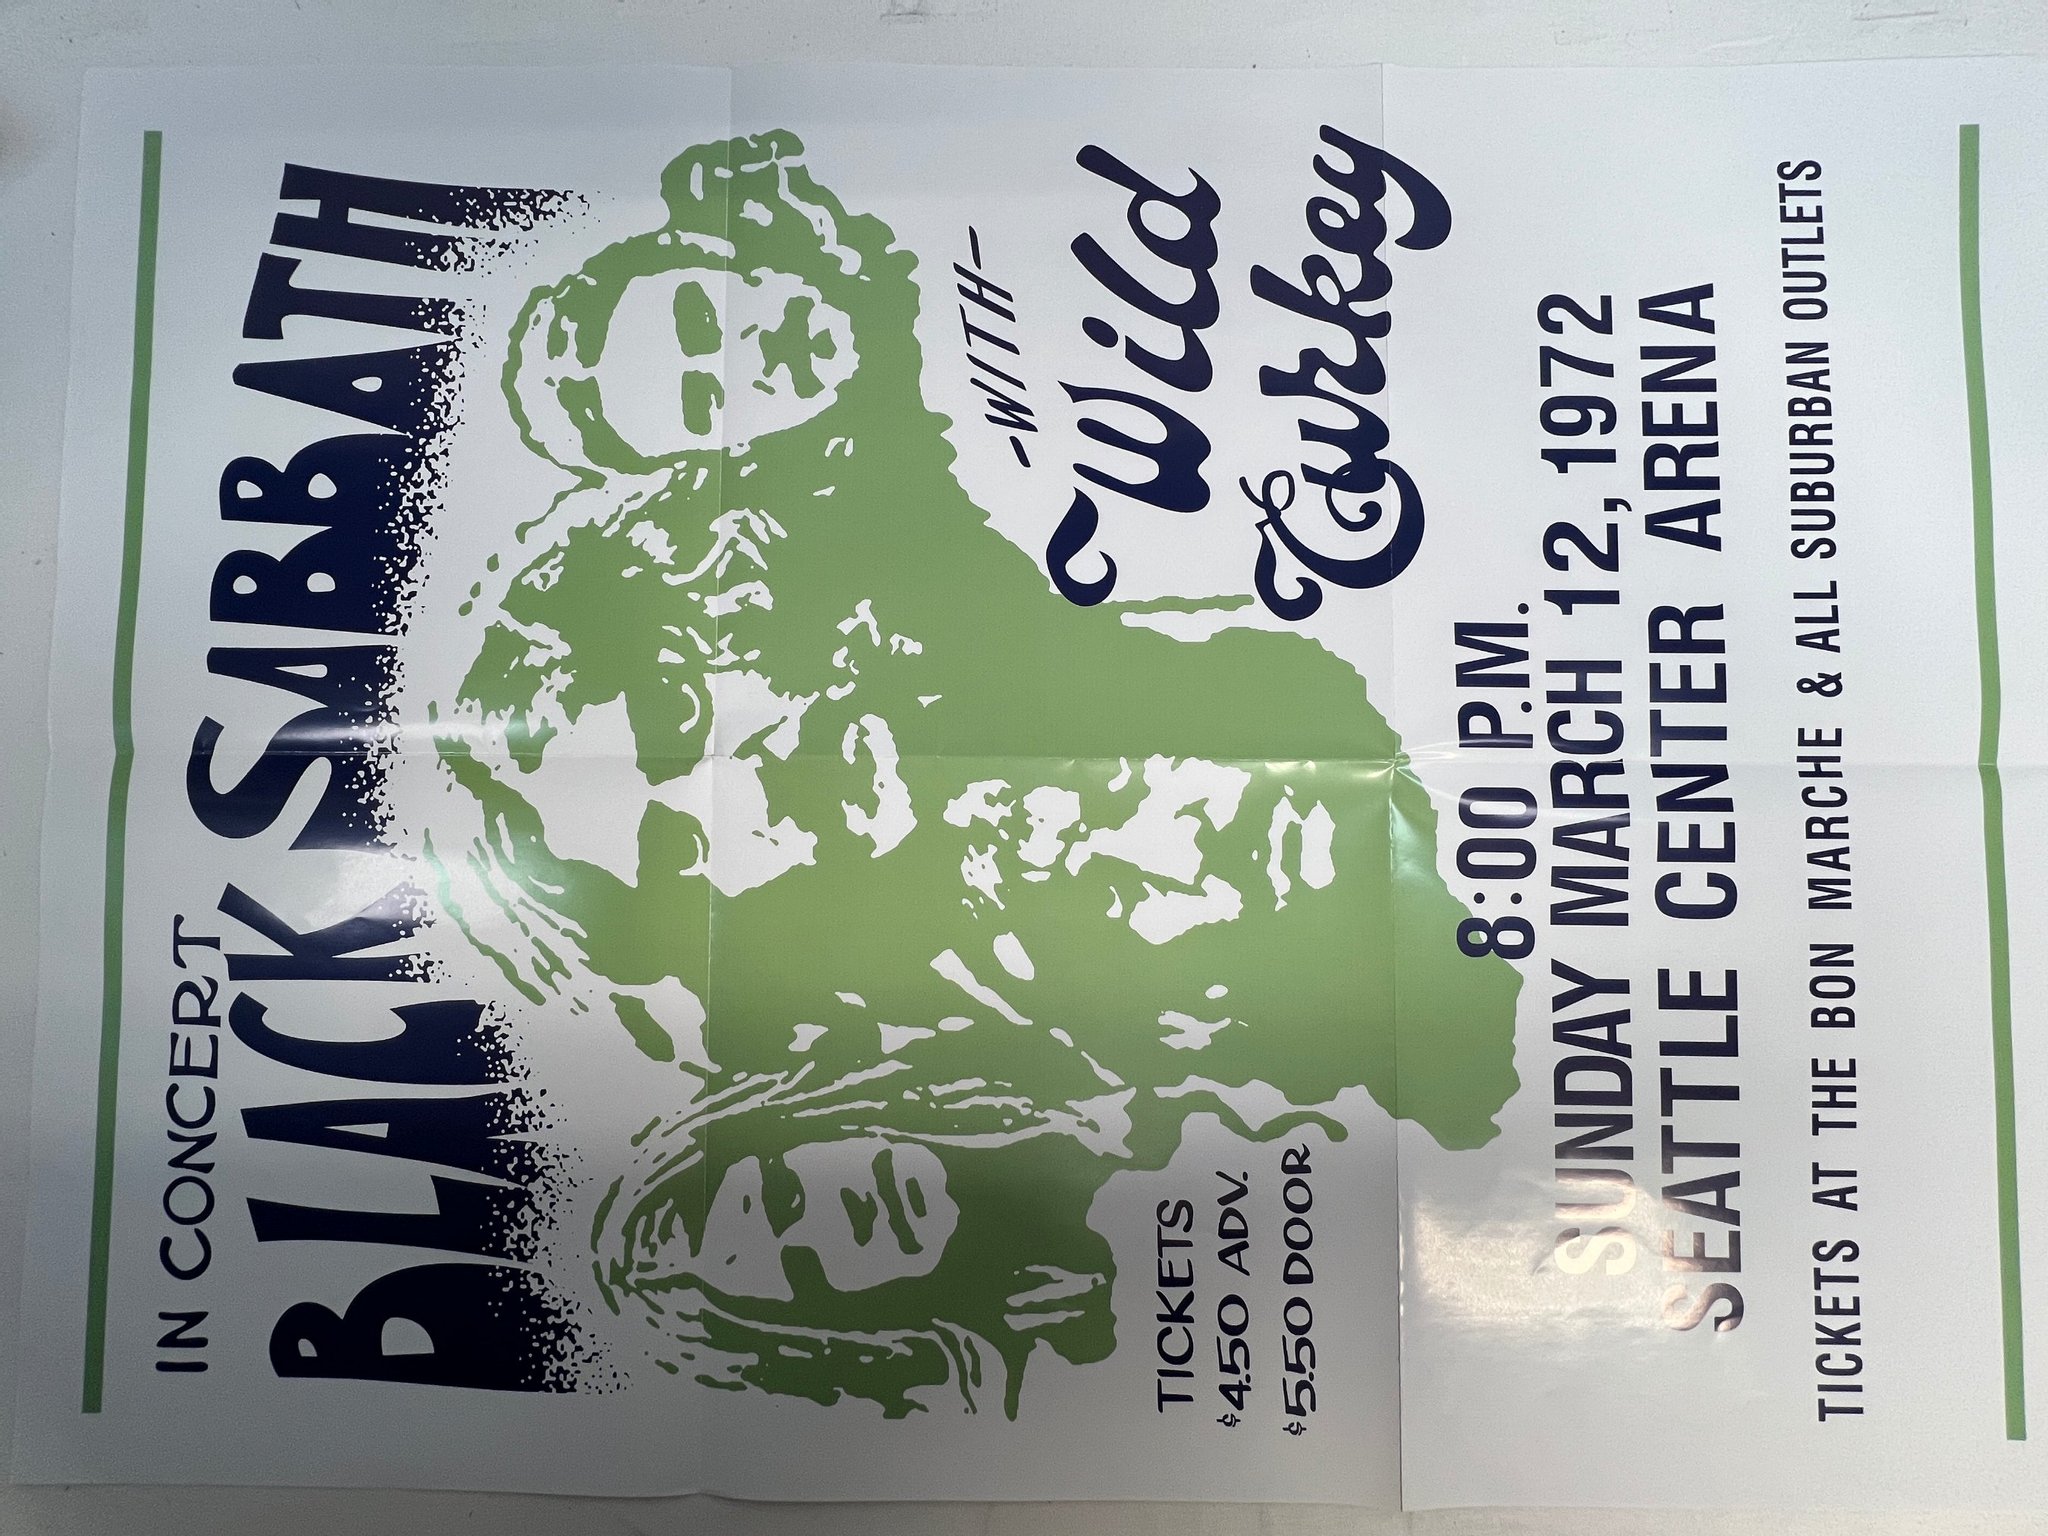 IN CONCERT
BLACK SABBATH
-WITH-
Wild
Turkey
TICKETS
$4.50 ADV.
$5.50 DOOR
8:00 P.M.
SUNDAY MARCH 12, 1972
SEATTLE CENTER ARENA
TICKETS AT THE BON MARCHE & ALL SUBURBAN OUTLETS